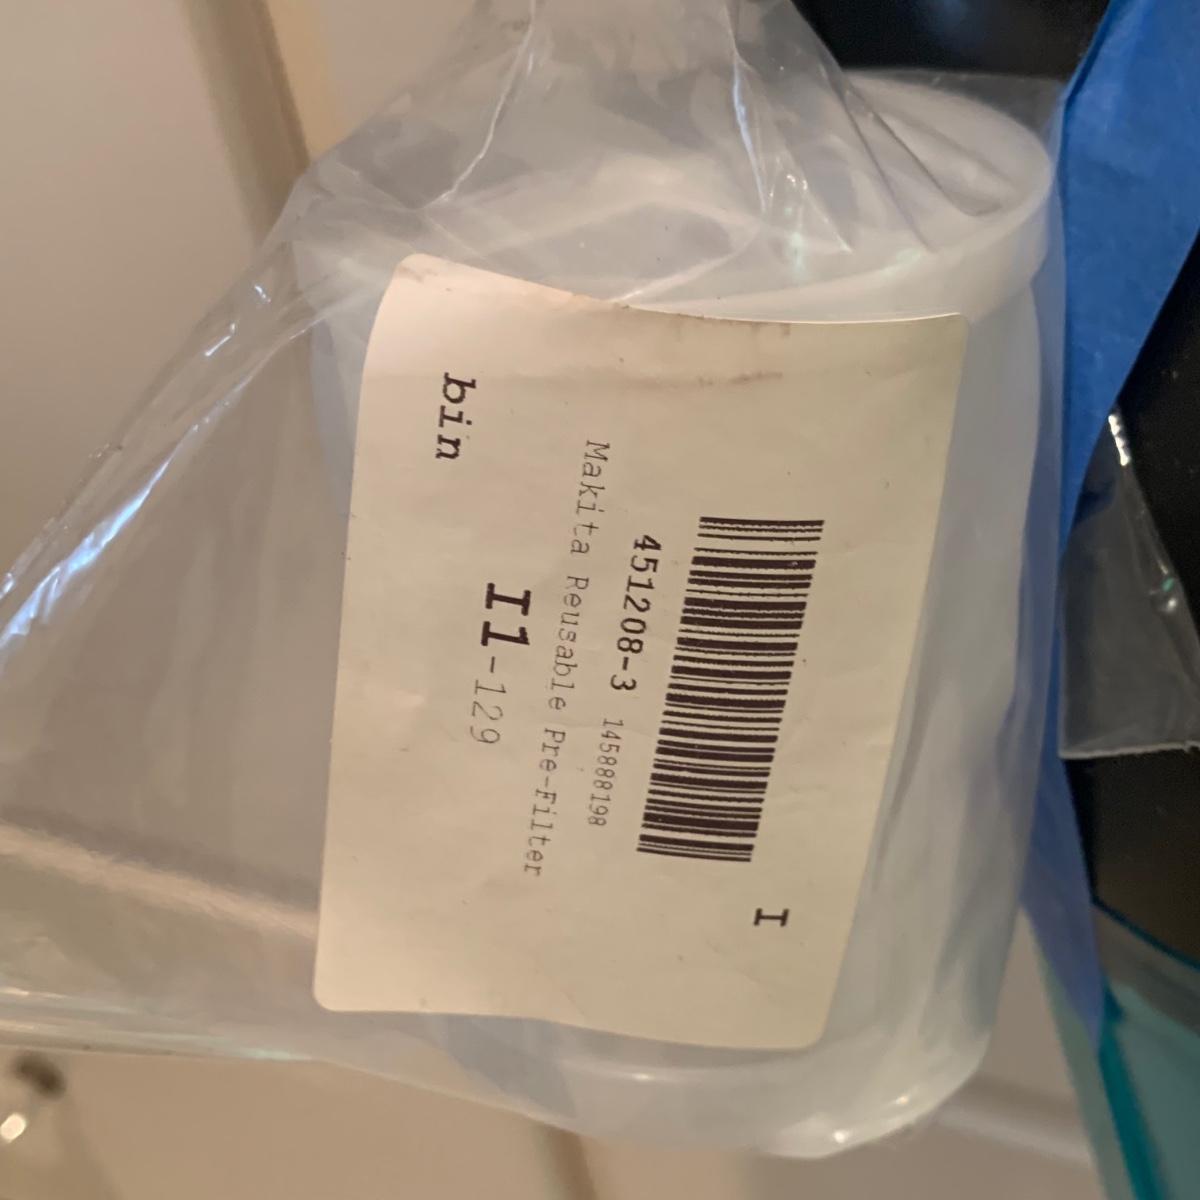 I
451208-3 145888198
Makita Reusable Pre-Filter
I1-129
bin